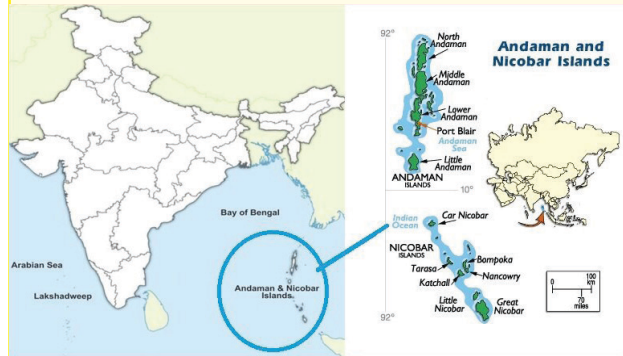 Bay of Bengal
Arabian Sea
Lakshadweep
Andaman & Nicobar
Islands.
Andaman and
Nicobar Islands
92°
North
Andaman
Middle
Andaman
Lower
Andaman
Port Blair
Andaman
Sea
Little
Andaman
ANDAMAN
ISLANDS
10°
Indian
Ocean
Car Nicobar
NICOBAR
ISLANDS
Bompoka
Tarasa
Nancowry
Katchall
Little
Nicobar
Great
Nicobar
92°
0 100
km
70
miles